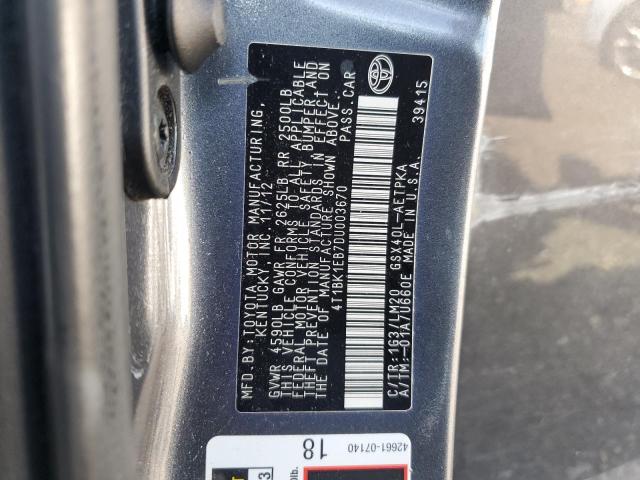 MFD.BY:TOYOTA MOTOR MANUFACTURING,
KENTUCKY,INC. 11/12
GVWR 4590LB GAWR FR 2625LB RR 2500LB
THIS VEHICLE CONFORMS TO ALL APPLICABLE
FEDERAL MOTOR VEHICLE SAFETY, BUMPER, AND
THEFT PREVENTION STANDARDS IN EFFECT ON
THE DATE OF MANUFACTURE SHOWN ABOVE.
4T1BK1EB7DU003670 PASS.CAR
C/TR:1G3/LM20 GSX40L-AETPKA
A/TM:-01A/U660E MADE IN U.S.A.
39415
42661-07140
18